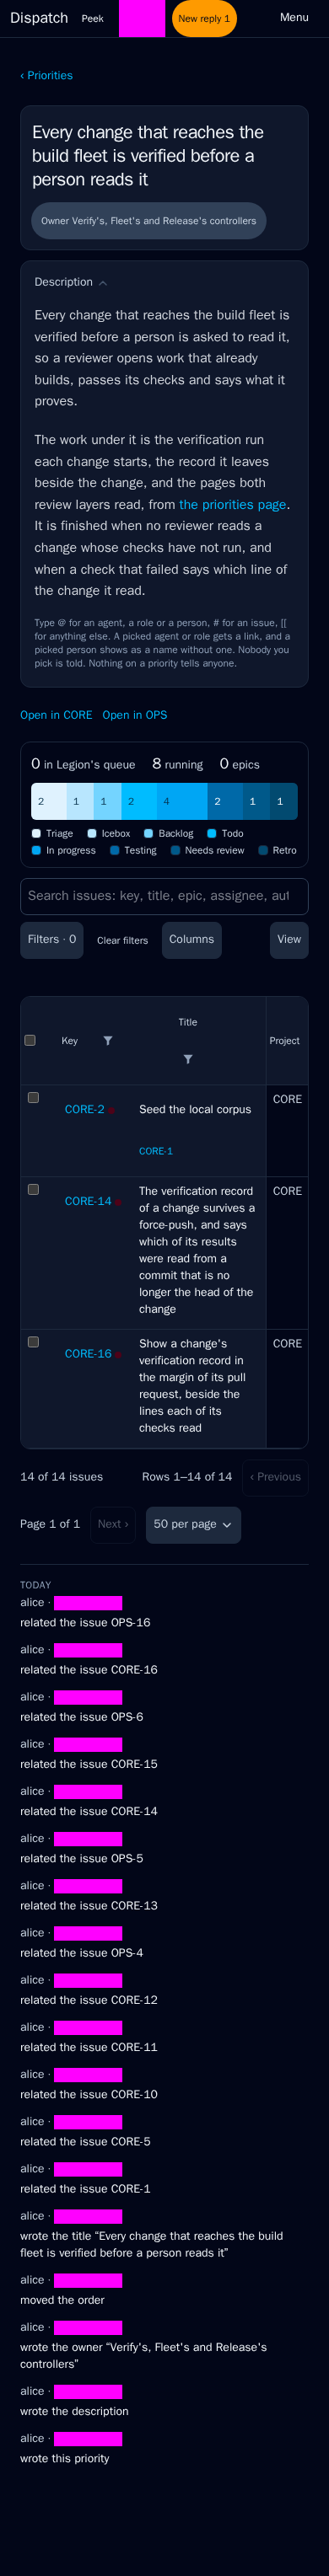 Dispatch Peek New reply 1 Menu
‹ Priorities
Every change that reaches the
build fleet is verified before a
person reads it
Owner Verify's, Fleet's and Release's controllers
Description
Every change that reaches the build fleet is
verified before a person is asked to read it,
so a reviewer opens work that already
builds, passes its checks and says what it
proves.
The work under it is the verification run
each change starts, the record it leaves
beside the change, and the pages both
review layers read, from the priorities page.
It is finished when no reviewer reads a
change whose checks have not run, and
when a check that failed says which line of
the change it read.
Type @ for an agent, a role or a person, # for an issue, [[
for anything else. A picked agent or role gets a link, and a
picked person shows as a name without one. Nobody you
pick is told. Nothing on a priority tells anyone.
Open in CORE Open in OPS
0 in Legion's queue 8 running 0 epics
2 1 1 2 4 2 1 1
Triage Icebox Backlog Todo
In progress Testing Needs review Retro
Search issues: key, title, epic, assignee, aut
Filters · 0 Clear filters Columns View
Key Title Project
CORE-2 Seed the local corpus CORE
CORE-1
CORE-14 The verification record CORE
of a change survives a
force-push, and says
which of its results
were read from a
commit that is no
longer the head of the
change
CORE-16 Show a change's CORE
verification record in
the margin of its pull
request, beside the
lines each of its
checks read
14 of 14 issues Rows 1–14 of 14 ‹ Previous
Page 1 of 1 Next › 50 per page
TODAY
alice ·
related the issue OPS-16
alice ·
related the issue CORE-16
alice ·
related the issue OPS-6
alice ·
related the issue CORE-15
alice ·
related the issue CORE-14
alice ·
related the issue OPS-5
alice ·
related the issue CORE-13
alice ·
related the issue OPS-4
alice ·
related the issue CORE-12
alice ·
related the issue CORE-11
alice ·
related the issue CORE-10
alice ·
related the issue CORE-5
alice ·
related the issue CORE-1
alice ·
wrote the title “Every change that reaches the build
fleet is verified before a person reads it”
alice ·
moved the order
alice ·
wrote the owner “Verify's, Fleet's and Release's
controllers”
alice ·
wrote the description
alice ·
wrote this priority